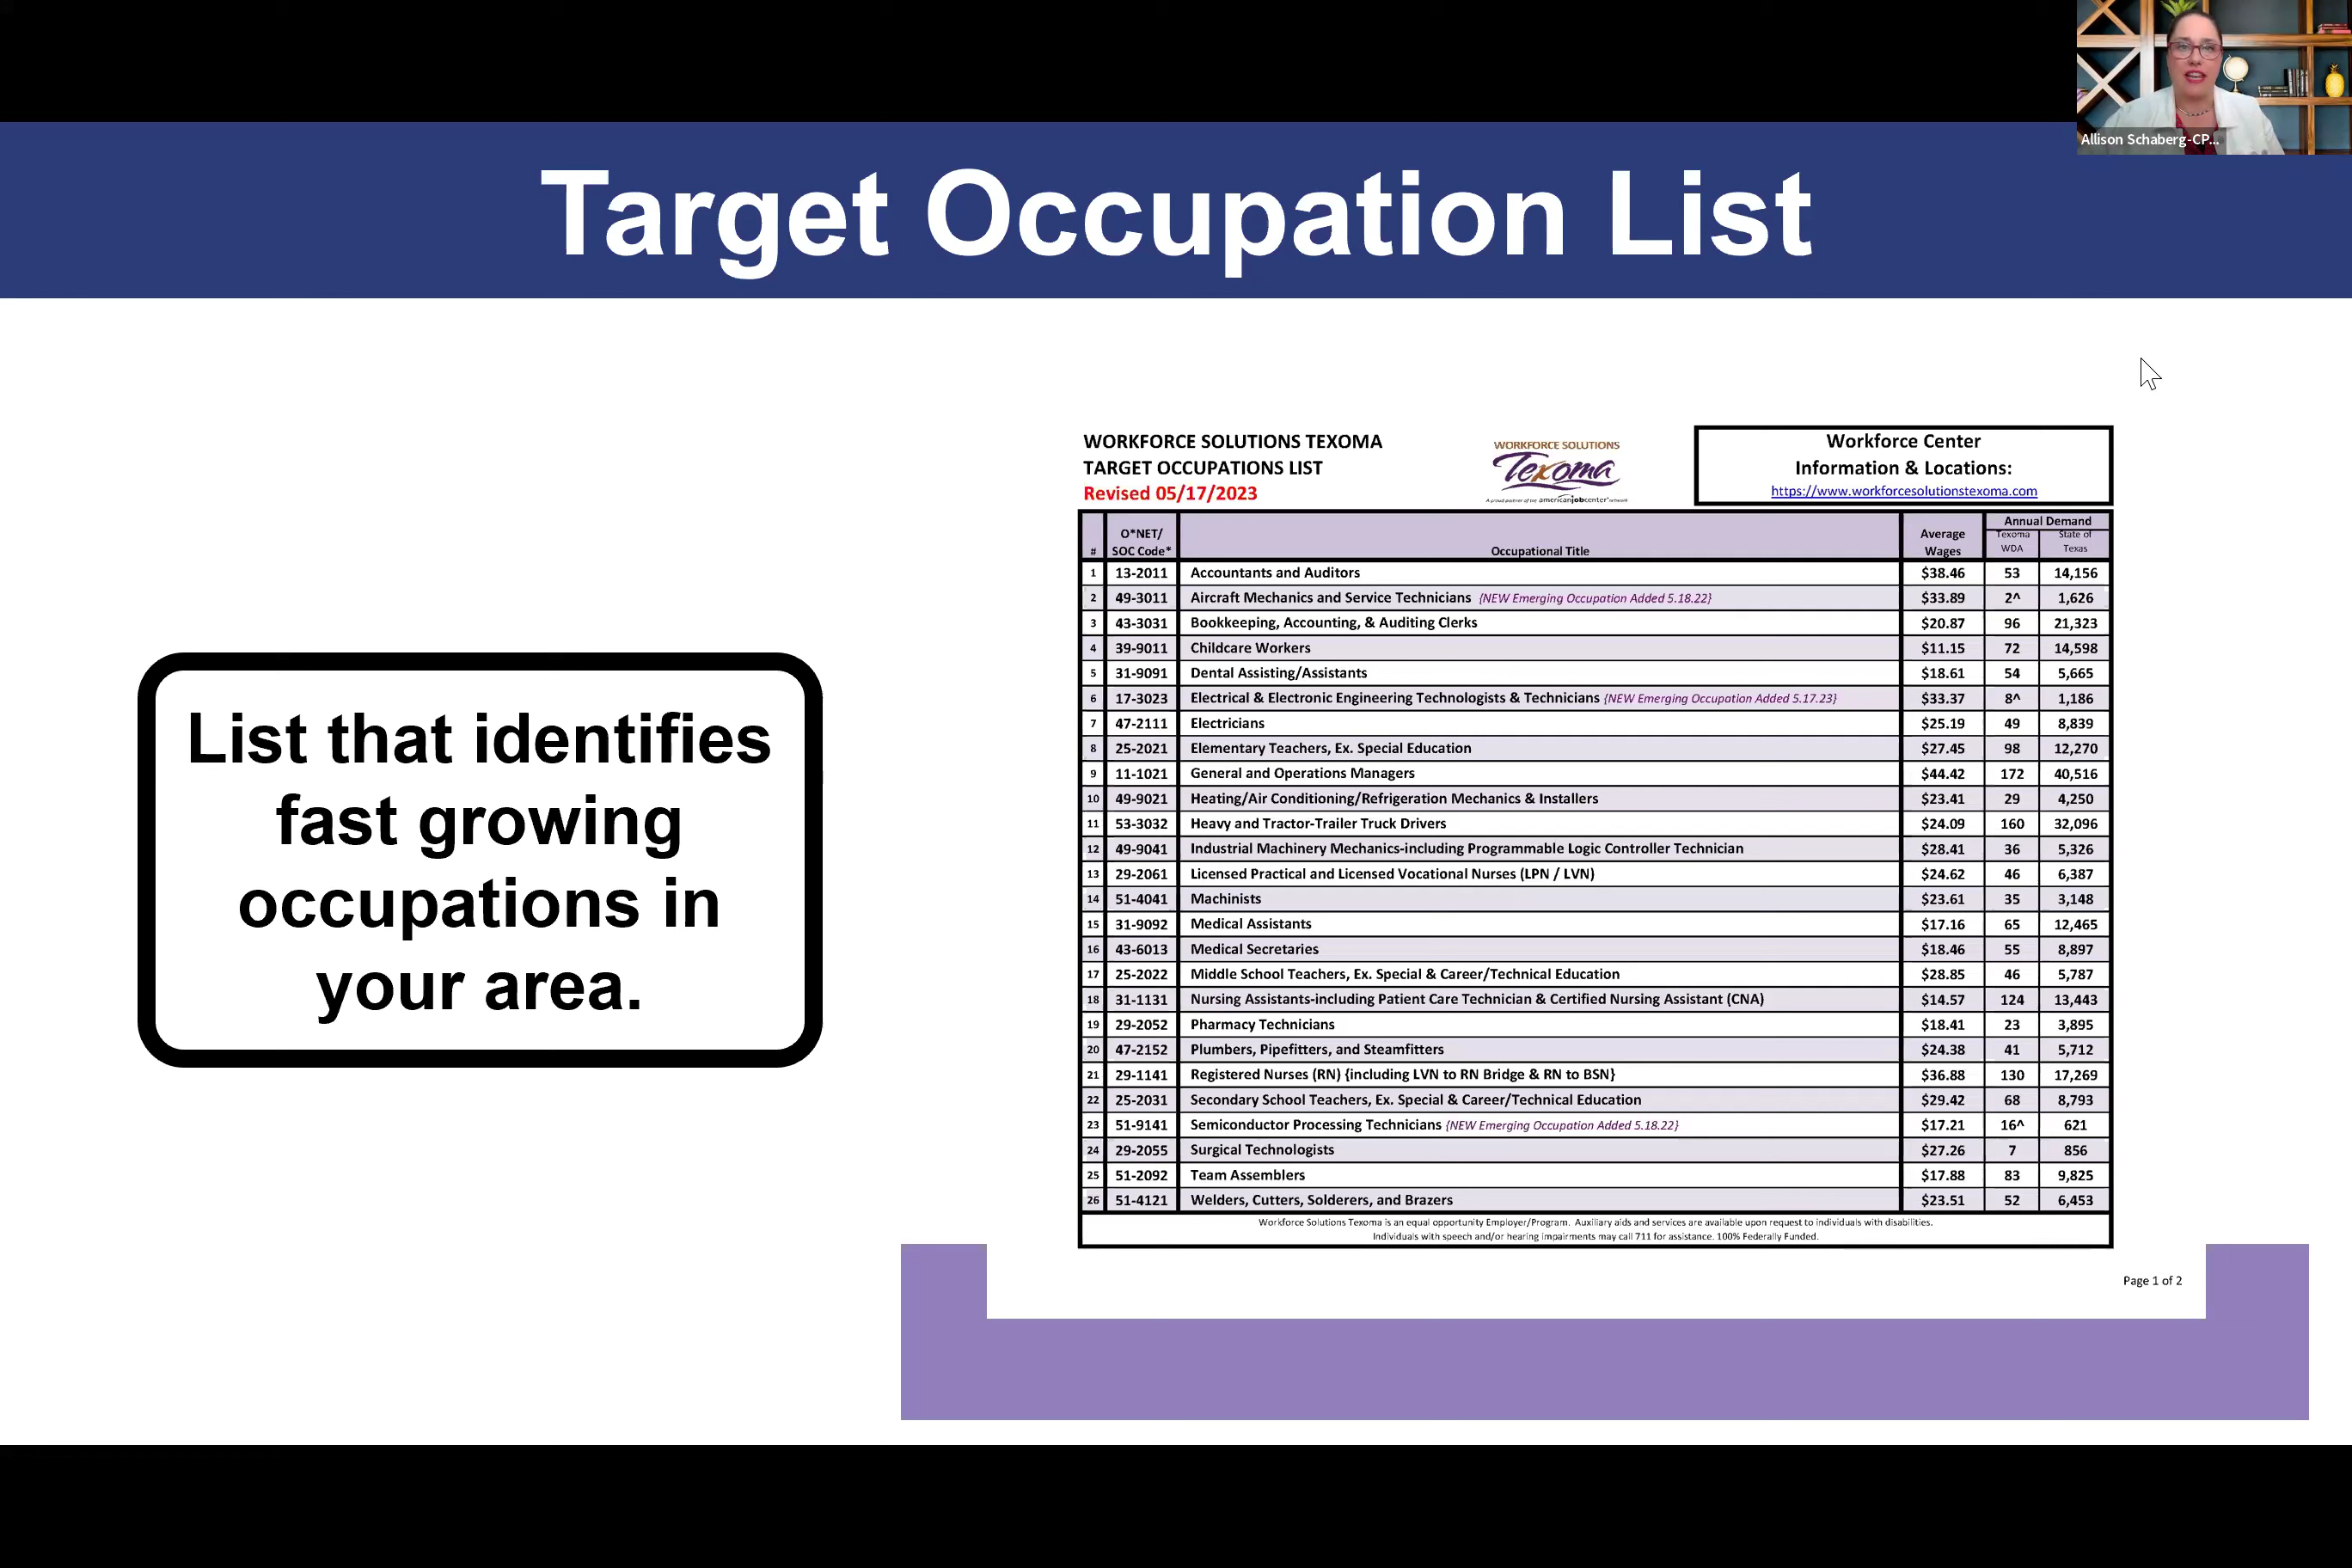 Allison Schaberg-CP...
Target Occupation List
List that identifies
fast growing
occupations in
your area.
WORKFORCE SOLUTIONS TEXOMA
TARGET OCCUPATIONS LIST
Revised 05/17/2023
WORKFORCE SOLUTIONS
Texoma
A proud partner of the americanjobcenter network
Workforce Center
Information & Locations:
https://www.workforcesolutionstexoma.com
# O*NET/ SOC Code* Occupational Title Average Wages Annual Demand Texoma WDA State of Texas
1 13-2011 Accountants and Auditors $38.46 53 14,156
2 49-3011 Aircraft Mechanics and Service Technicians {NEW Emerging Occupation Added 5.18.22} $33.89 2^ 1,626
3 43-3031 Bookkeeping, Accounting, & Auditing Clerks $20.87 96 21,323
4 39-9011 Childcare Workers $11.15 72 14,598
5 31-9091 Dental Assisting/Assistants $18.61 54 5,665
6 17-3023 Electrical & Electronic Engineering Technologists & Technicians {NEW Emerging Occupation Added 5.17.23} $33.37 8^ 1,186
7 47-2111 Electricians $25.19 49 8,839
8 25-2021 Elementary Teachers, Ex. Special Education $27.45 98 12,270
9 11-1021 General and Operations Managers $44.42 172 40,516
10 49-9021 Heating/Air Conditioning/Refrigeration Mechanics & Installers $23.41 29 4,250
11 53-3032 Heavy and Tractor-Trailer Truck Drivers $24.09 160 32,096
12 49-9041 Industrial Machinery Mechanics-including Programmable Logic Controller Technician $28.41 36 5,326
13 29-2061 Licensed Practical and Licensed Vocational Nurses (LPN / LVN) $24.62 46 6,387
14 51-4041 Machinists $23.61 35 3,148
15 31-9092 Medical Assistants $17.16 65 12,465
16 43-6013 Medical Secretaries $18.46 55 8,897
17 25-2022 Middle School Teachers, Ex. Special & Career/Technical Education $28.85 46 5,787
18 31-1131 Nursing Assistants-including Patient Care Technician & Certified Nursing Assistant (CNA) $14.57 124 13,443
19 29-2052 Pharmacy Technicians $18.41 23 3,895
20 47-2152 Plumbers, Pipefitters, and Steamfitters $24.38 41 5,712
21 29-1141 Registered Nurses (RN) {including LVN to RN Bridge & RN to BSN} $36.88 130 17,269
22 25-2031 Secondary School Teachers, Ex. Special & Career/Technical Education $29.42 68 8,793
23 51-9141 Semiconductor Processing Technicians {NEW Emerging Occupation Added 5.18.22} $17.21 16^ 621
24 29-2055 Surgical Technologists $27.26 7 856
25 51-2092 Team Assemblers $17.88 83 9,825
26 51-4121 Welders, Cutters, Solderers, and Brazers $23.51 52 6,453
Workforce Solutions Texoma is an equal opportunity Employer/Program. Auxiliary aids and services are available upon request to individuals with disabilities.
Individuals with speech and/or hearing impairments may call 711 for assistance. 100% Federally Funded.
Page 1 of 2